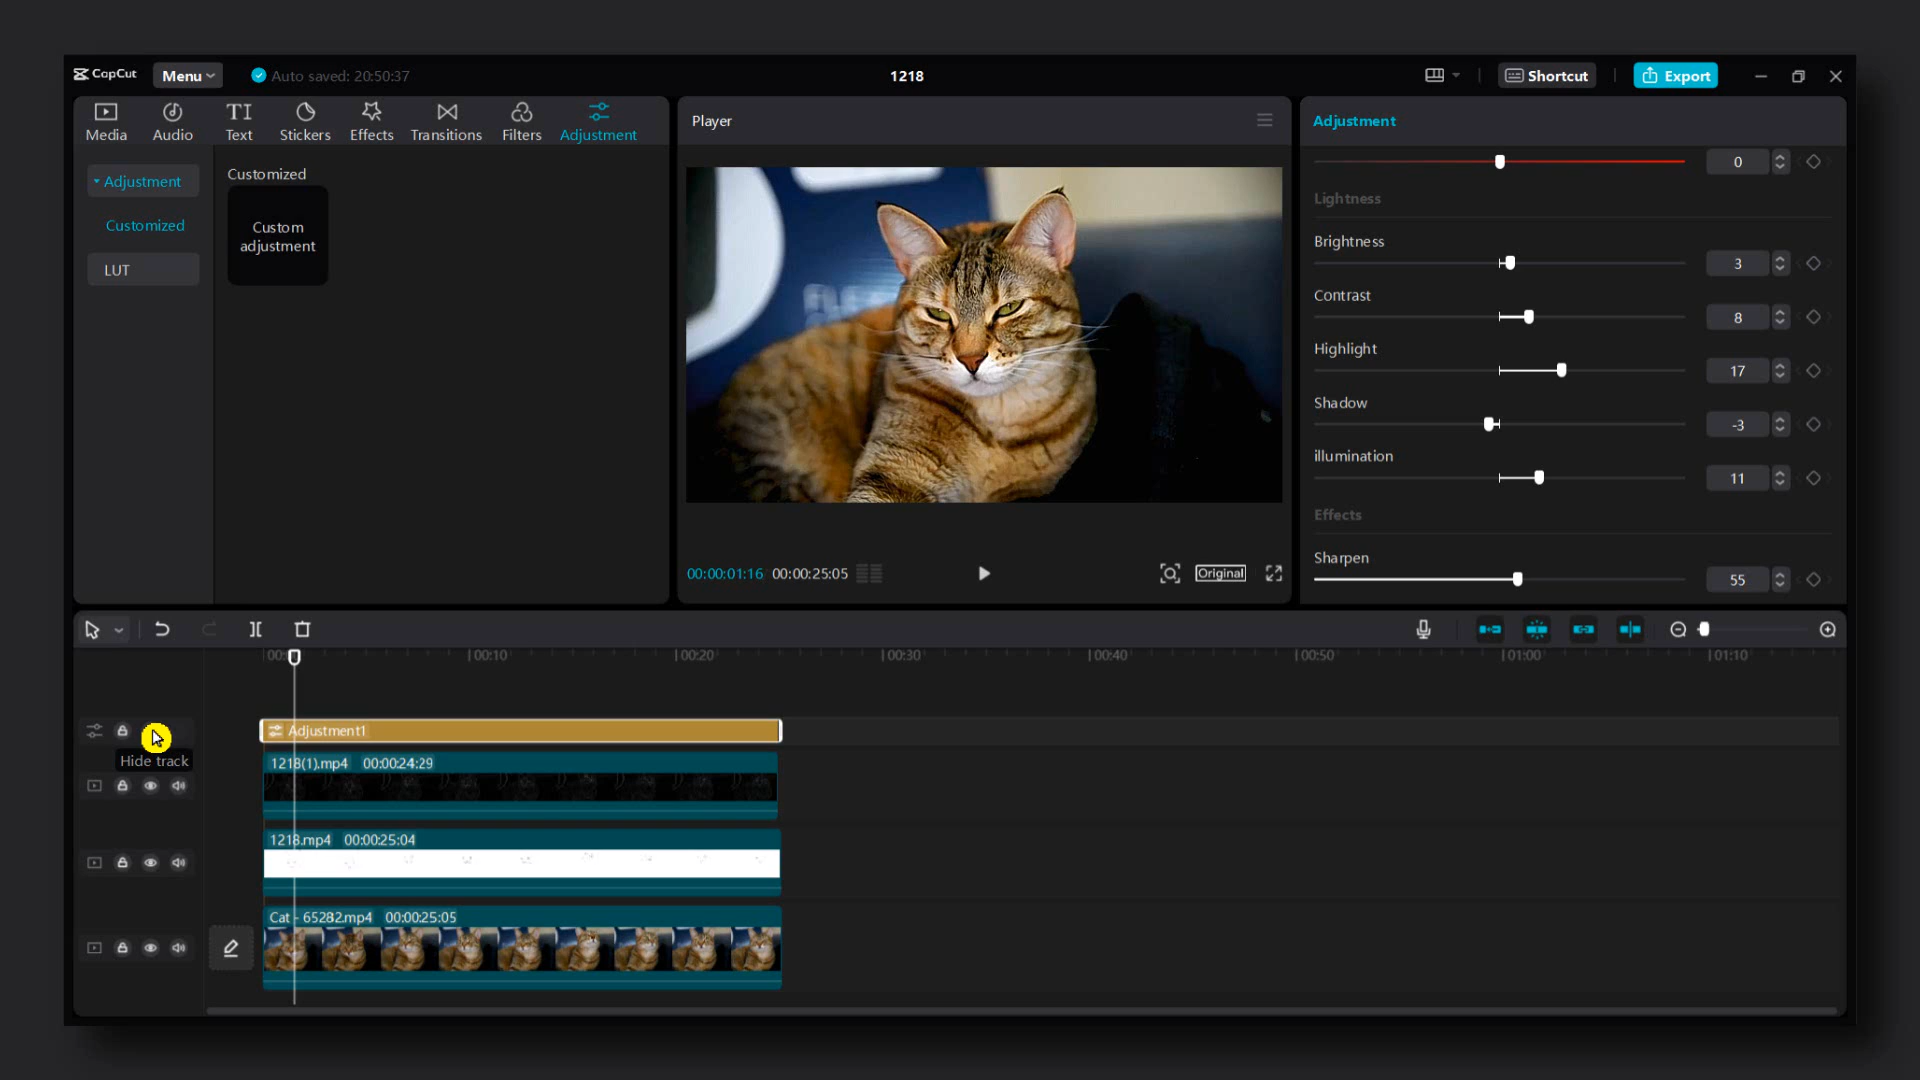 CapCut Menu Auto saved: 20:50:37 1218 Shortcut Export
Media Audio Text Stickers Effects Transitions Filters Adjustment
Adjustment
Customized
LUT
Customized
Custom
adjustment
Player
00:00:01:16 00:00:25:05 Original
Adjustment
0
Lightness
Brightness
3
Contrast
8
Highlight
17
Shadow
-3
illumination
11
Effects
Sharpen
55
00:10 00:20 00:30 00:40 00:50 01:00 01:10
Adjustment1
Hide track
1218(1).mp4 00:00:24:29
1218.mp4 00:00:25:04
Cat - 65282.mp4 00:00:25:05